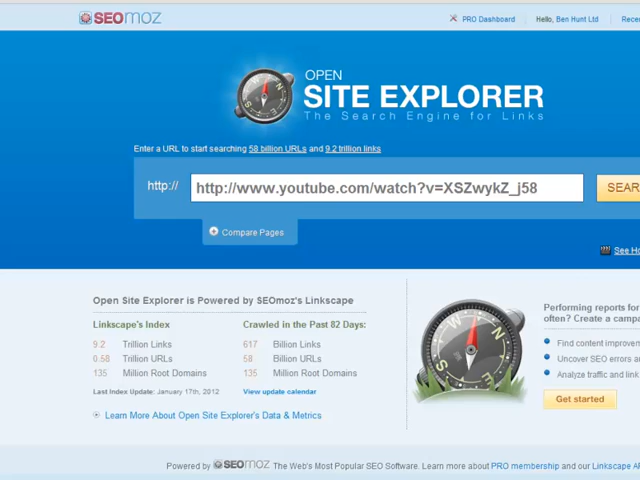 SEOmoz
PRO Dashboard
Hello, Ben Hunt Ltd
OPEN
SITE EXPLORER
The Search Engine for Links
Enter a URL to start searching 58 billion URLs and 9.2 trillion links
http://
http://www.youtube.com/watch?v=XSZwykZ_j58
SEAR
Compare Pages
See Ho
Open Site Explorer is Powered by SEOmoz's Linkscape
Linkscape's Index
9.2 Trillion Links
0.58 Trillion URLs
135 Million Root Domains
Last Index Update: January 17th, 2012
Crawled in the Past 82 Days:
617 Billion Links
58 Billion URLs
135 Million Root Domains
View update calendar
Learn More About Open Site Explorer's Data & Metrics
N
W
E
S
Performing reports for
often? Create a campa
Find content improvem
Uncover SEO errors a
Analyze traffic and link
Get started
Powered by SEOmoz The Web's Most Popular SEO Software. Learn more about PRO membership and our Linkscape AP